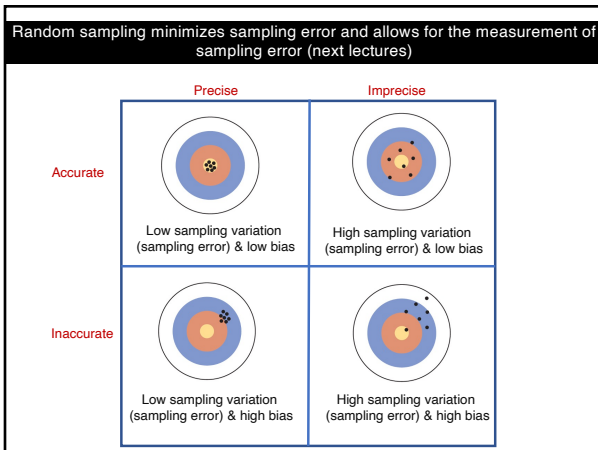 Random sampling minimizes sampling error and allows for the measurement of
sampling error (next lectures)
Precise
Imprecise
Accurate
Low sampling variation
(sampling error) & low bias
High sampling variation
(sampling error) & low bias
Inaccurate
Low sampling variation
(sampling error) & high bias
High sampling variation
(sampling error) & high bias